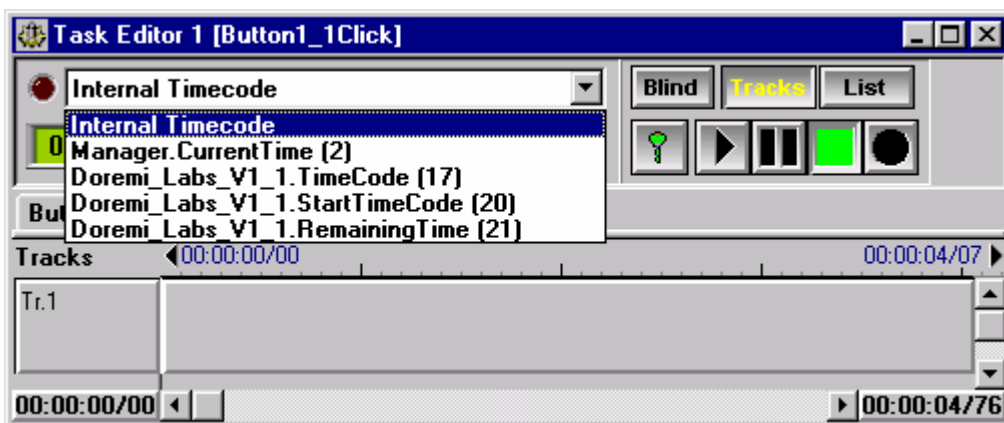 Task Editor 1 [Button1_1Click]
Internal Timecode
Blind Tracks List
Internal Timecode
Manager.CurrentTime (2)
Doremi_Labs_V1_1.TimeCode (17)
Doremi_Labs_V1_1.StartTimeCode (20)
Doremi_Labs_V1_1.RemainingTime (21)
0
But
Tracks 00:00:00/00 00:00:04/07
Tr.1
00:00:00/00 00:00:04/76